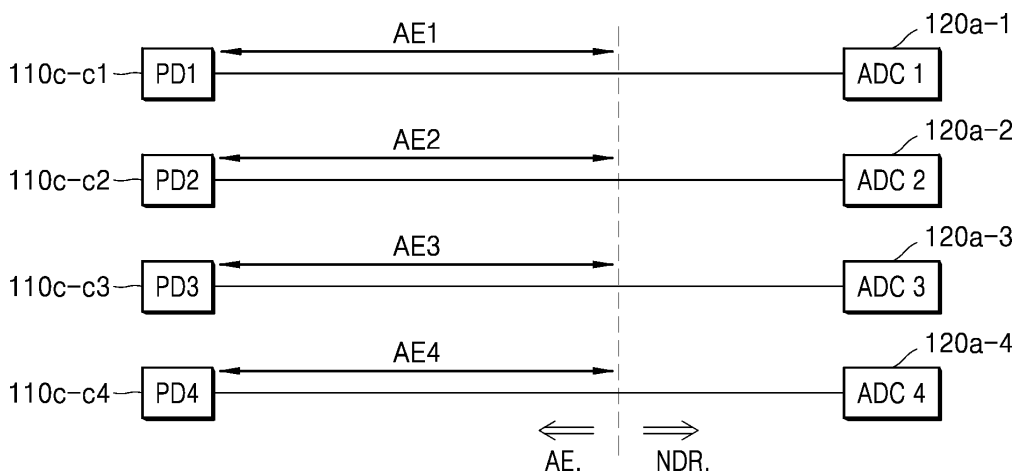 AE1
120a-1
110c-c1 PD1 ADC 1
AE2
120a-2
110c-c2 PD2 ADC 2
AE3
120a-3
110c-c3 PD3 ADC 3
AE4
120a-4
110c-c4 PD4 ADC 4
AE. NDR.